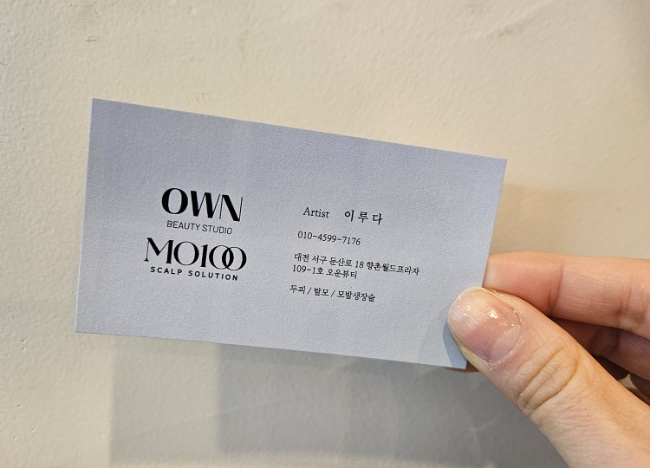 OWN
BEAUTY STUDIO
MO100
SCALP SOLUTION
Artist 이루다
010-4599-7176
대전 서구 둔산로 18 향촌월드프라자
109-1호 오운뷰티
두피 / 탈모 / 모발생장술